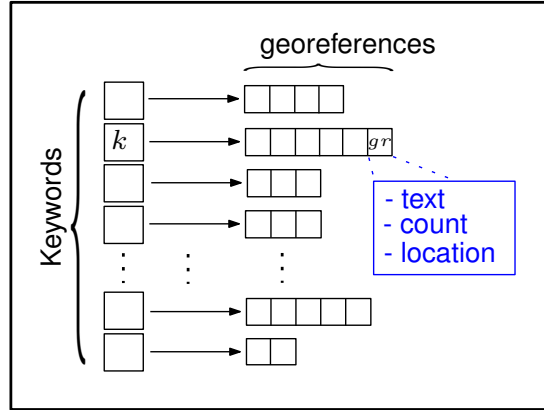 georeferences
Keywords
k
gr
- text
- count
- location